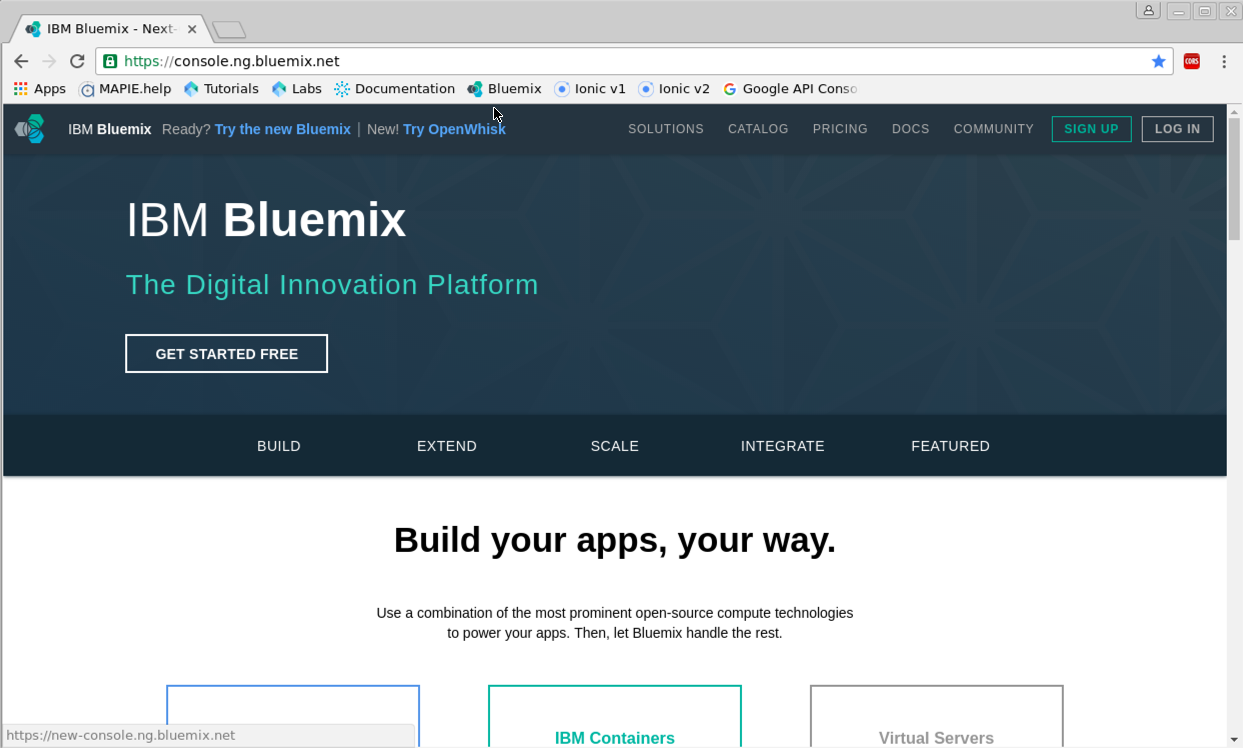 IBM Bluemix - Next-
https://console.ng.bluemix.net
CORS
Apps MAPIE.help Tutorials Labs Documentation Bluemix Ionic v1 Ionic v2 Google API Conso
IBM Bluemix Ready? Try the new Bluemix | New! Try OpenWhisk SOLUTIONS CATALOG PRICING DOCS COMMUNITY SIGN UP LOG IN
IBM Bluemix
The Digital Innovation Platform
GET STARTED FREE
BUILD EXTEND SCALE INTEGRATE FEATURED
Build your apps, your way.
Use a combination of the most prominent open-source compute technologies
to power your apps. Then, let Bluemix handle the rest.
IBM Containers Virtual Servers
https://new-console.ng.bluemix.net